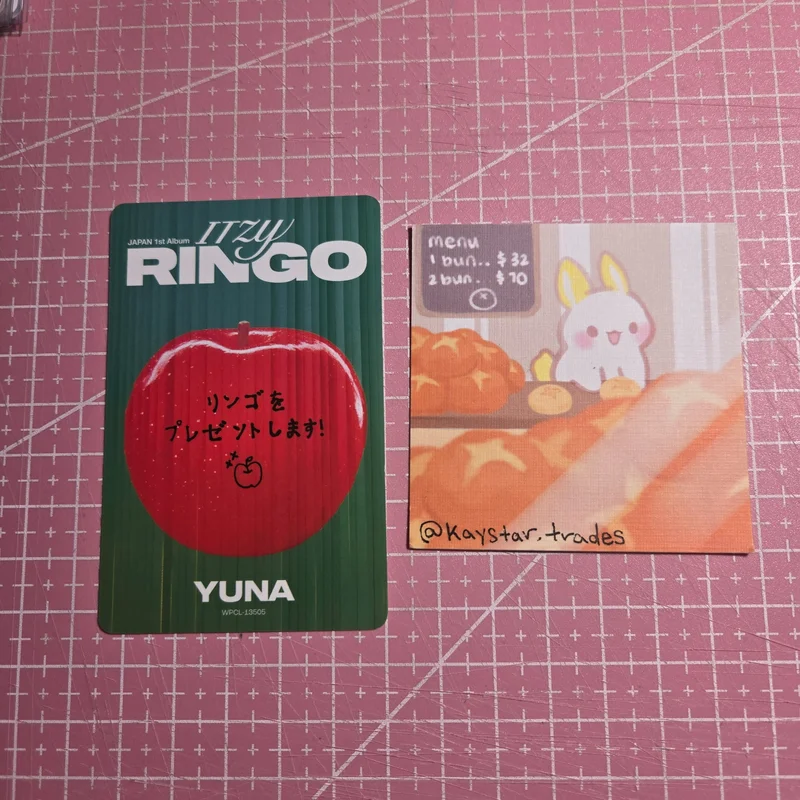 JAPAN 1st Album ITZY
RINGO
リンゴを
プレゼントします!
YUNA
WPCL-13505
menu
1 bun.. $32
2 bun.. $70
@Kaystar.trades